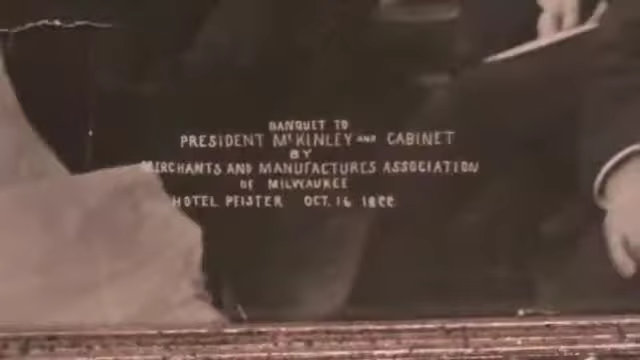 BANQUET TO
PRESIDENT McKINLEY AND CABINET
BY
MERCHANTS AND MANUFACTURES ASSOCIATION
OF MILWAUKEE
HOTEL PFISTER OCT. 16